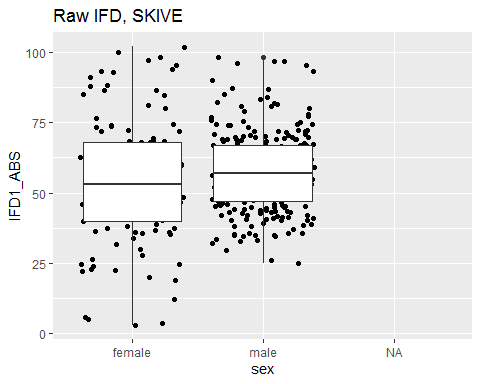 Raw IFD, SKIVE
100
75
50
25
0
IFD1_ABS
female male NA
sex